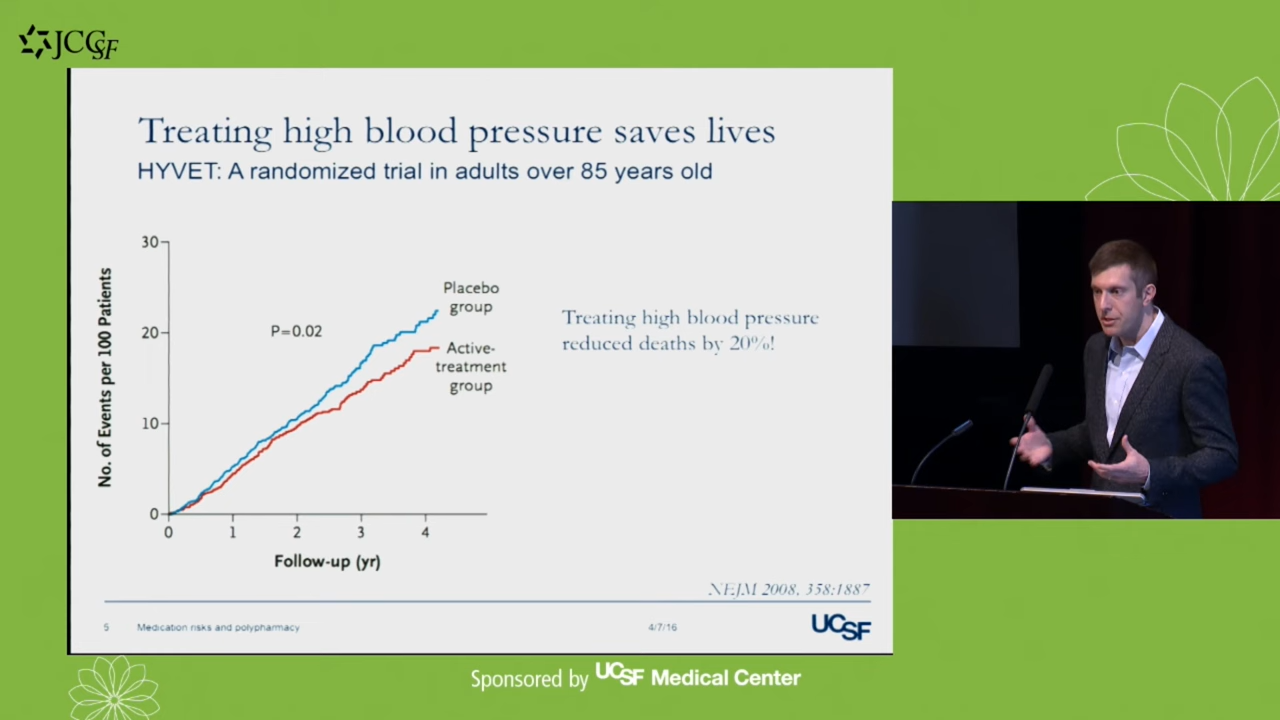 JCCSF
Treating high blood pressure saves lives
HYVET: A randomized trial in adults over 85 years old
30
20
10
0
No. of Events per 100 Patients
P=0.02
Placebo
group
Active-
treatment
group
0 1 2 3 4
Follow-up (yr)
Treating high blood pressure
reduced deaths by 20%!
NEJM 2008, 358:1887
5 Medication risks and polypharmacy 4/7/16 UCSF
Sponsored by UCSF Medical Center